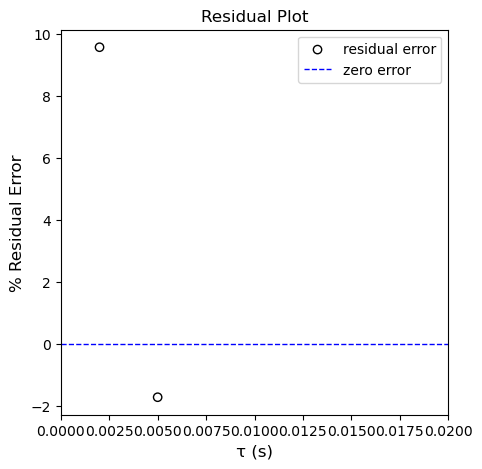 Residual Plot
residual error
zero error
% Residual Error
10
8
6
4
2
0
−2
0.0000 0.0025 0.0050 0.0075 0.0100 0.0125 0.0150 0.0175 0.0200
τ (s)